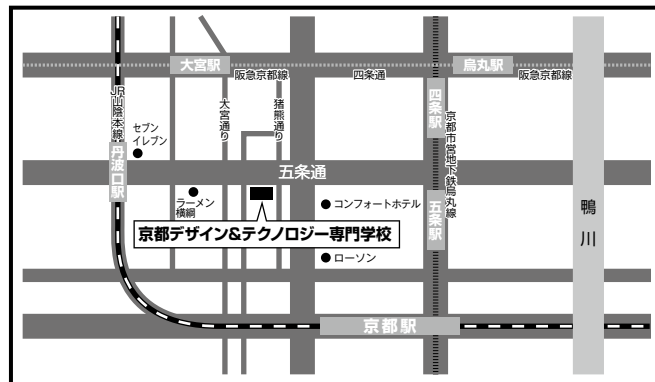 大宮駅
阪急京都線
四条通
烏丸駅
阪急京都線
JR山陰本線
セブン
イレブン
丹波口駅
大宮通り
猪熊通り
四条駅
京都市営地下鉄烏丸線
五条通
ラーメン
横綱
コンフォートホテル
五条駅
鴨川
京都デザイン&テクノロジー専門学校
ローソン
京都駅